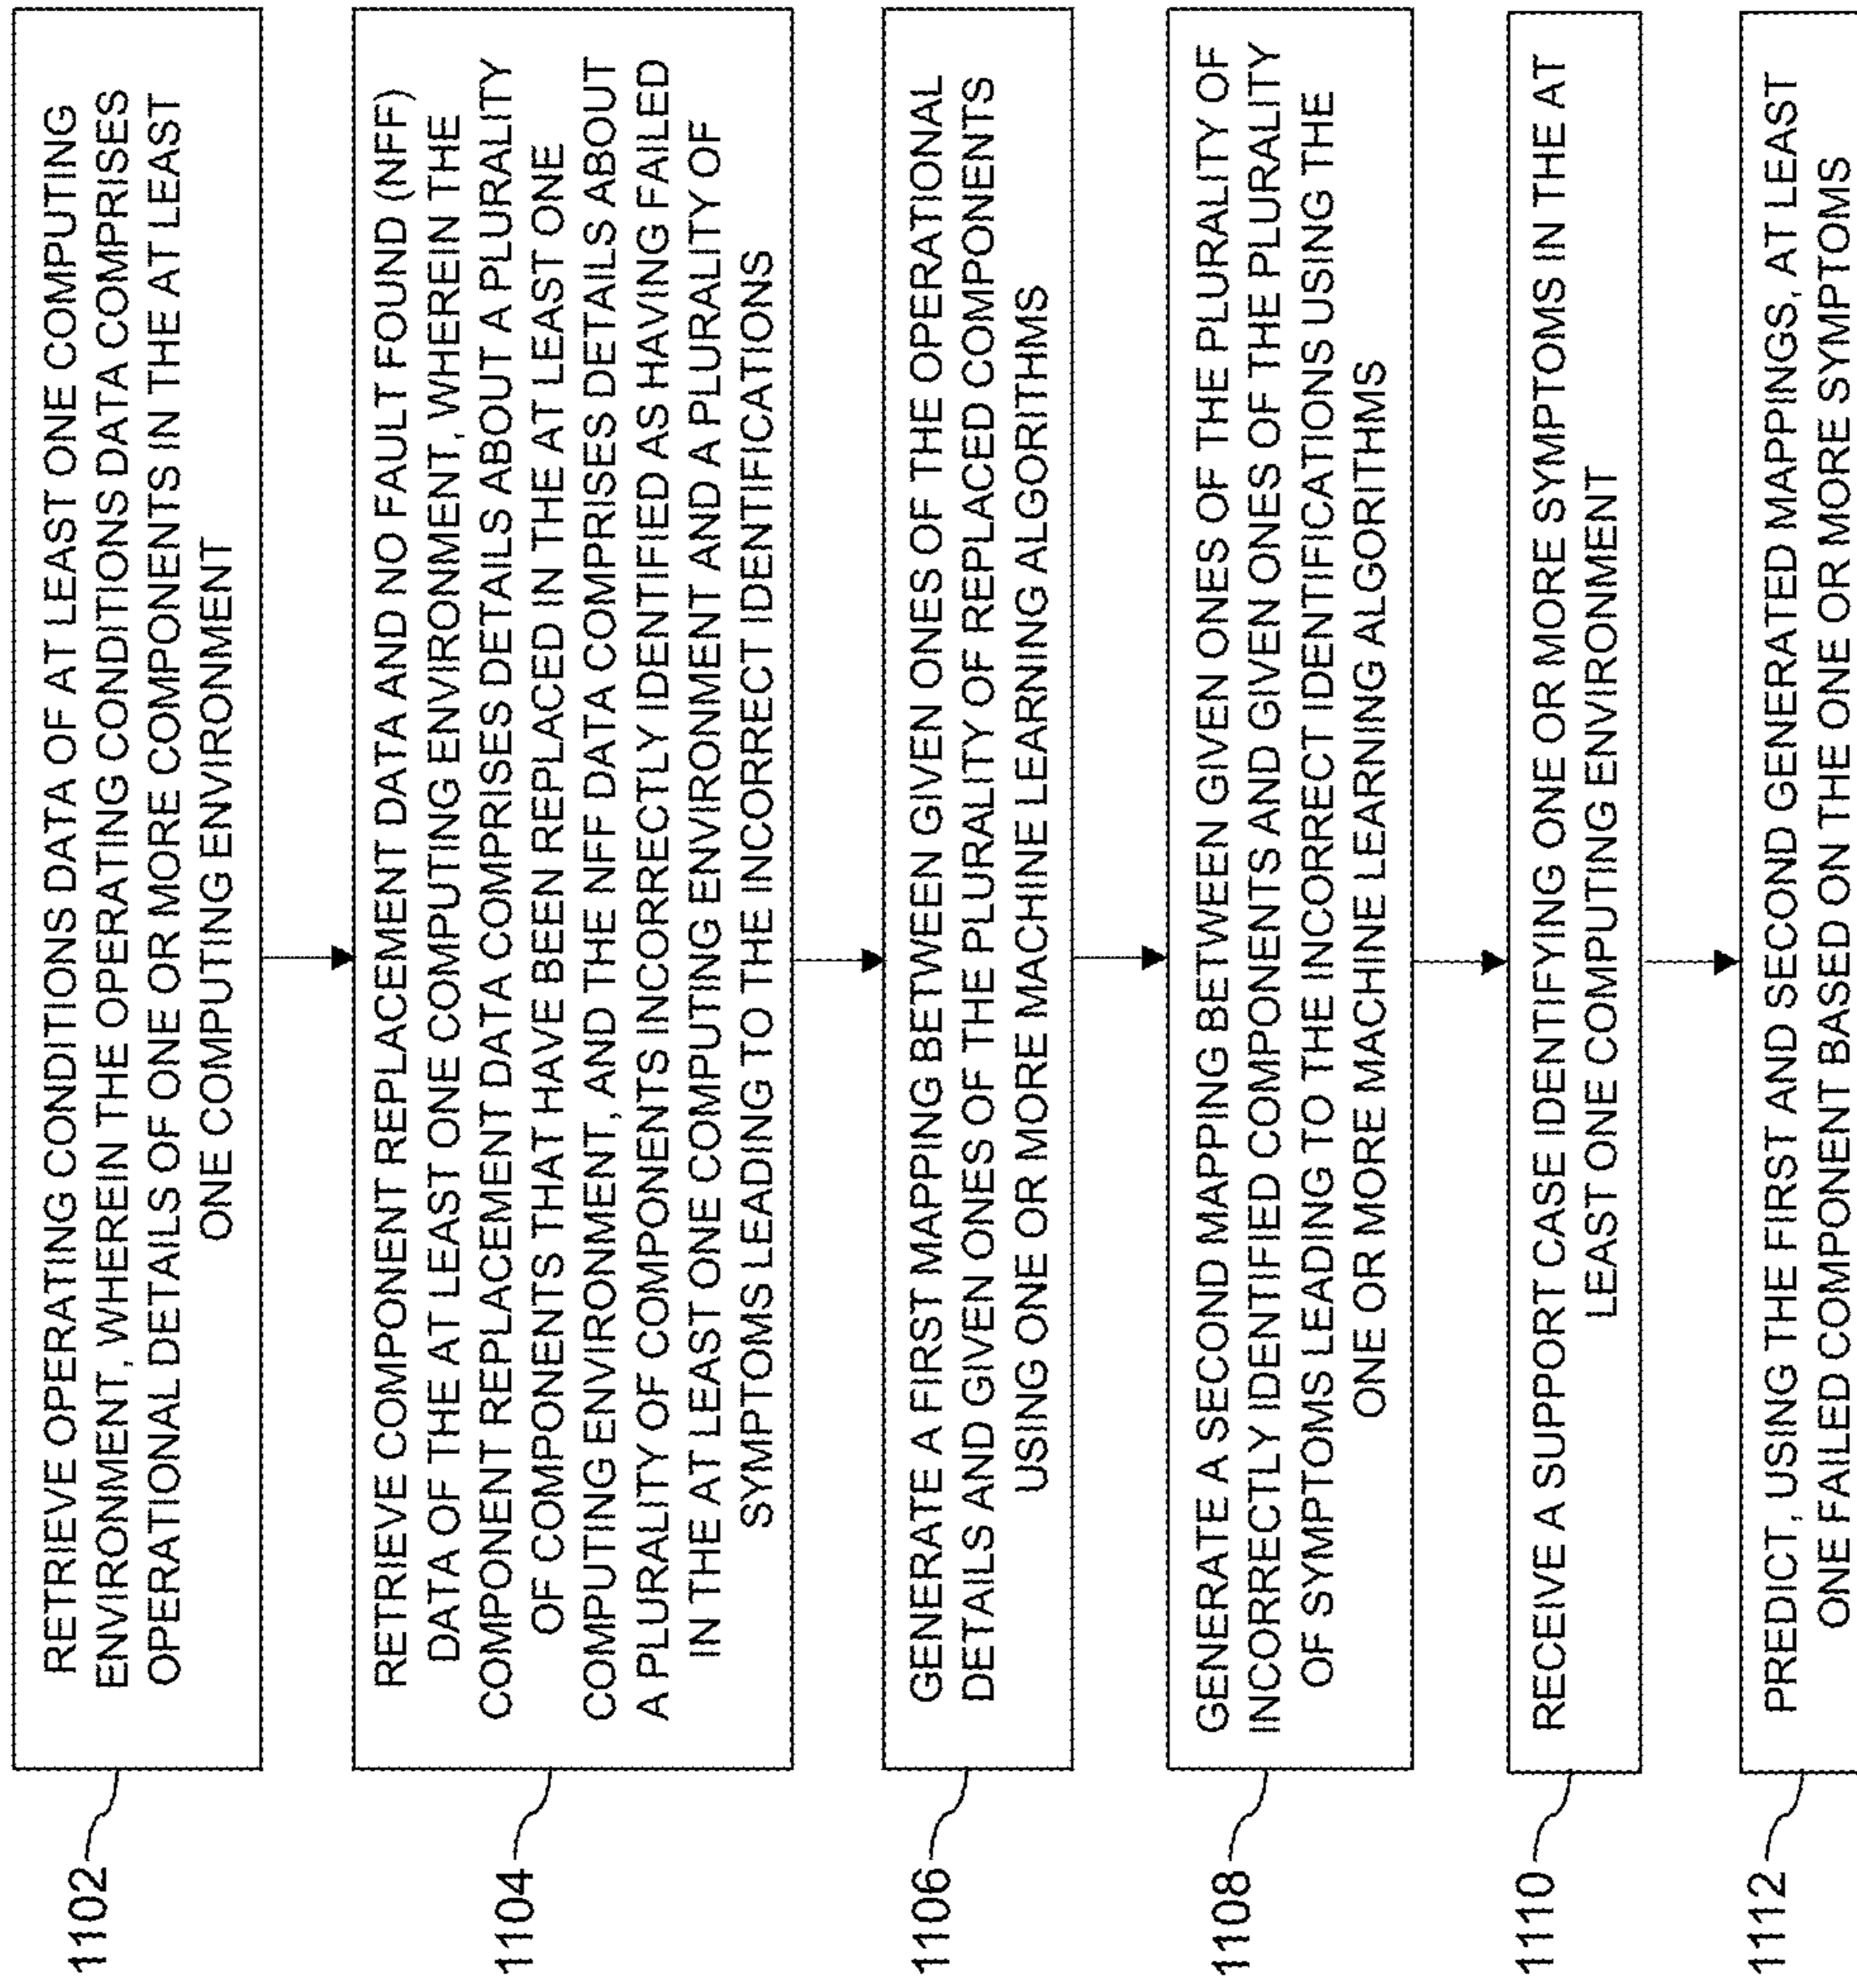 1102
RETRIEVE OPERATING CONDITIONS DATA OF AT LEAST ONE COMPUTING
ENVIRONMENT, WHEREIN THE OPERATING CONDITIONS DATA COMPRISES
OPERATIONAL DETAILS OF ONE OR MORE COMPONENTS IN THE AT LEAST
ONE COMPUTING ENVIRONMENT
1104
RETRIEVE COMPONENT REPLACEMENT DATA AND NO FAULT FOUND (NFF)
DATA OF THE AT LEAST ONE COMPUTING ENVIRONMENT, WHEREIN THE
COMPONENT REPLACEMENT DATA COMPRISES DETAILS ABOUT A PLURALITY
OF COMPONENTS THAT HAVE BEEN REPLACED IN THE AT LEAST ONE
COMPUTING ENVIRONMENT, AND THE NFF DATA COMPRISES DETAILS ABOUT
A PLURALITY OF COMPONENTS INCORRECTLY IDENTIFIED AS HAVING FAILED
IN THE AT LEAST ONE COMPUTING ENVIRONMENT AND A PLURALITY OF
SYMPTOMS LEADING TO THE INCORRECT IDENTIFICATIONS
1106
GENERATE A FIRST MAPPING BETWEEN GIVEN ONES OF THE OPERATIONAL
DETAILS AND GIVEN ONES OF THE PLURALITY OF REPLACED COMPONENTS
USING ONE OR MORE MACHINE LEARNING ALGORITHMS
1108
GENERATE A SECOND MAPPING BETWEEN GIVEN ONES OF THE PLURALITY OF
INCORRECTLY IDENTIFIED COMPONENTS AND GIVEN ONES OF THE PLURALITY
OF SYMPTOMS LEADING TO THE INCORRECT IDENTIFICATIONS USING THE
ONE OR MORE MACHINE LEARNING ALGORITHMS
1110
RECEIVE A SUPPORT CASE IDENTIFYING ONE OR MORE SYMPTOMS IN THE AT
LEAST ONE COMPUTING ENVIRONMENT
1112
PREDICT, USING THE FIRST AND SECOND GENERATED MAPPINGS, AT LEAST
ONE FAILED COMPONENT BASED ON THE ONE OR MORE SYMPTOMS